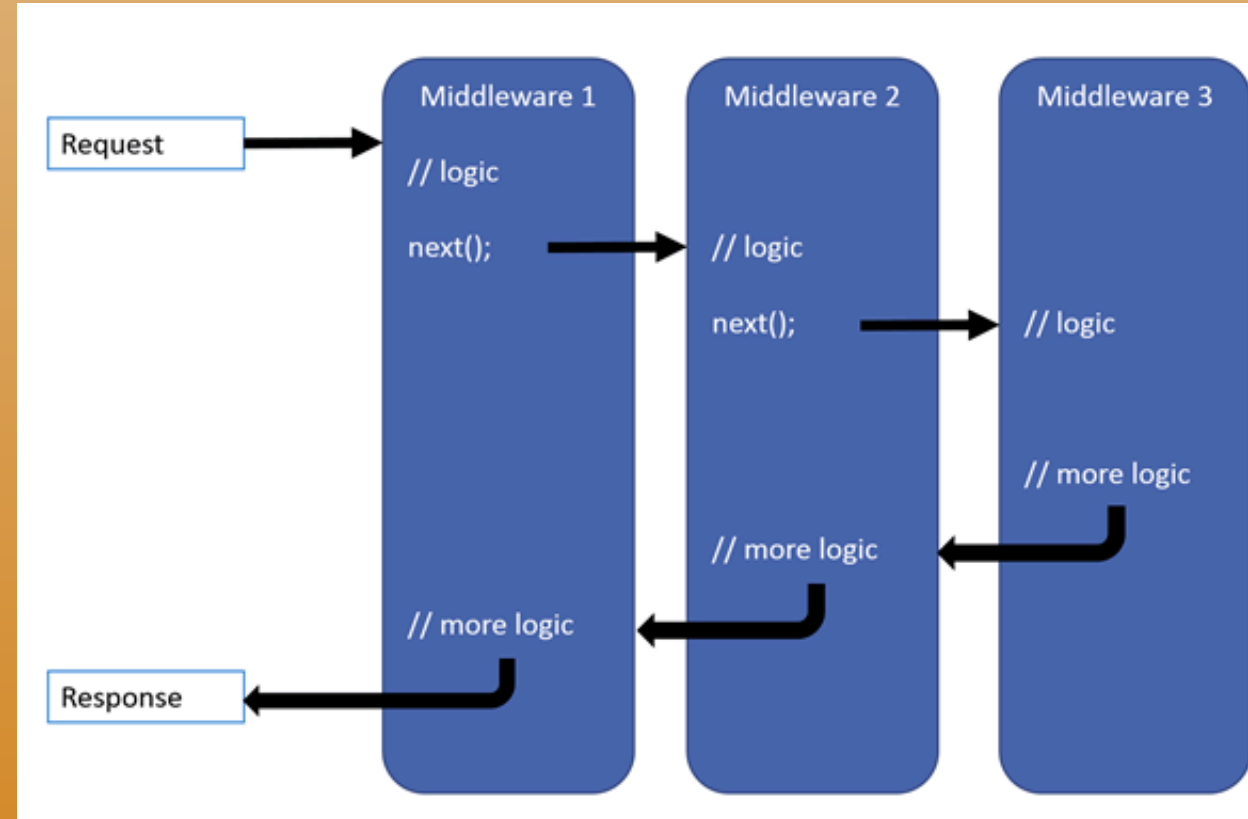 Middleware 1
Middleware 2
Middleware 3
Request
// logic
next();
// logic
next();
// logic
// more logic
// more logic
// more logic
Response